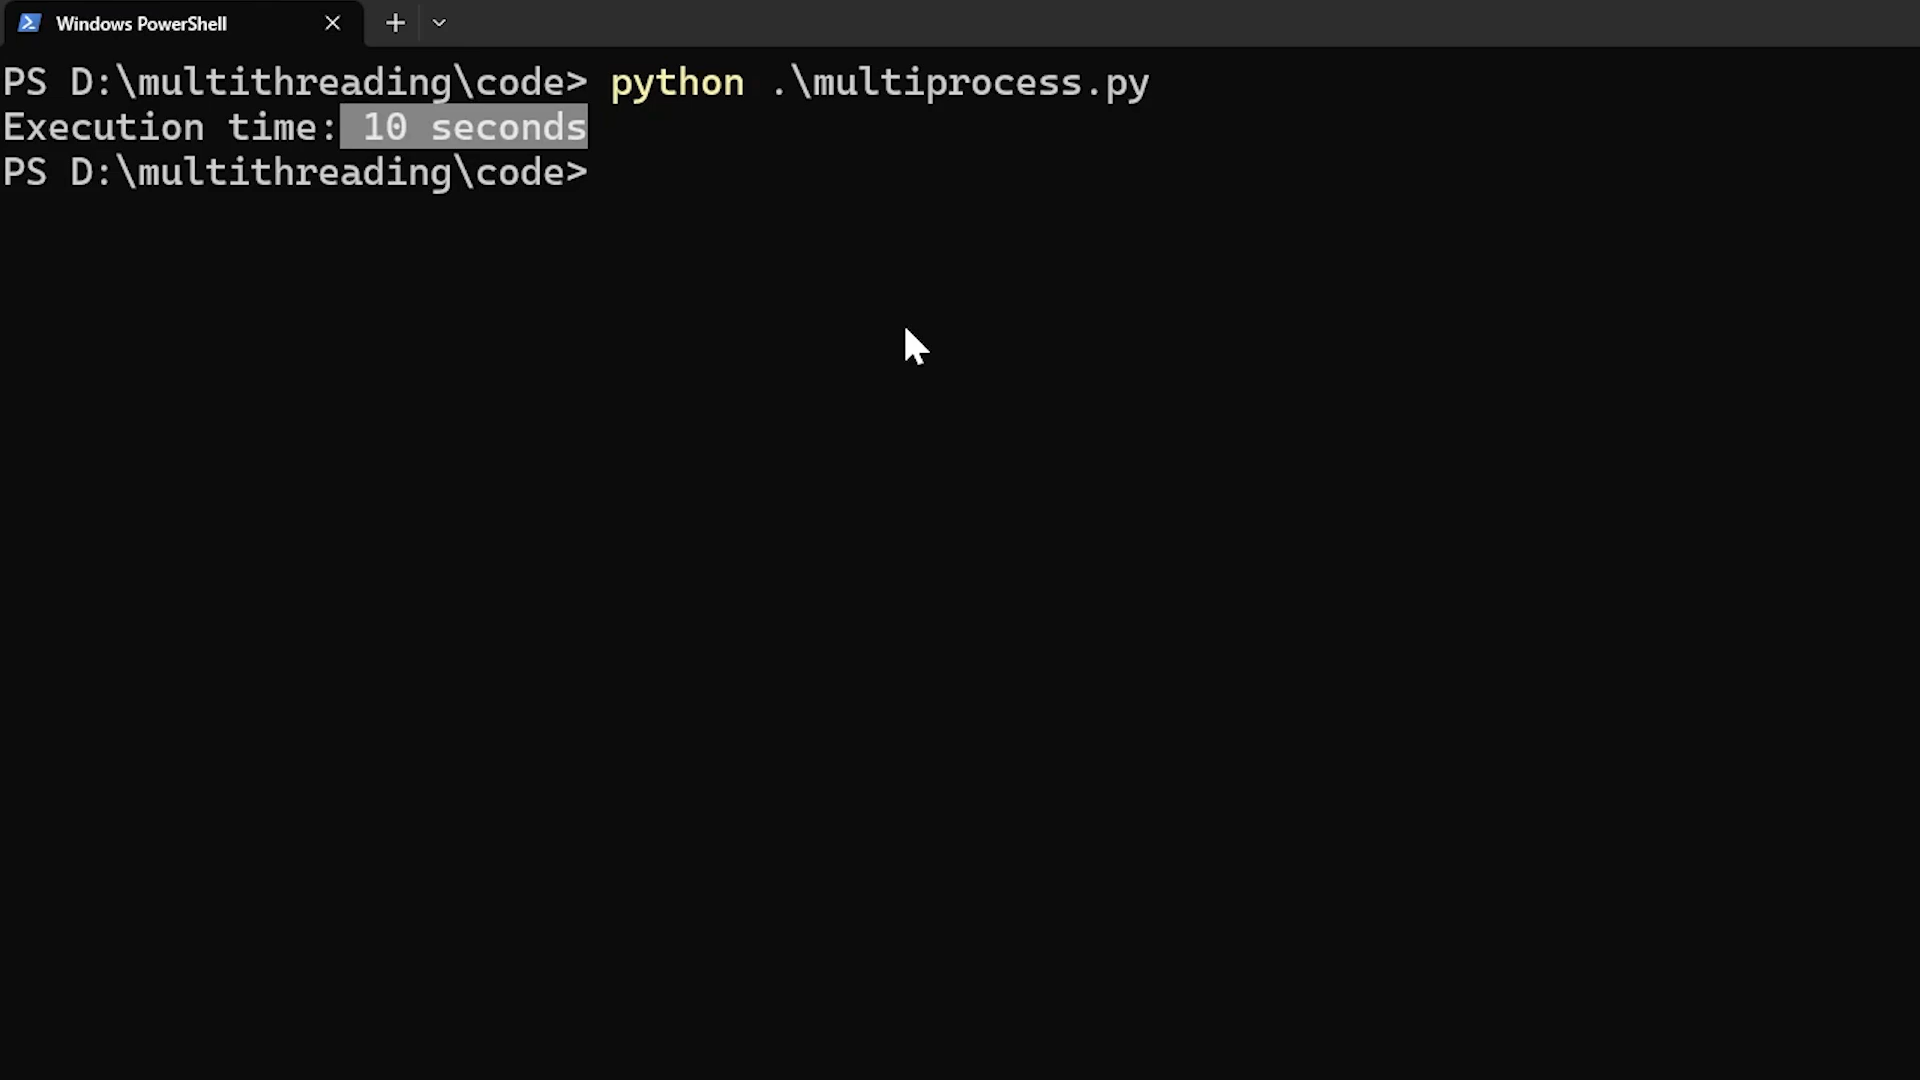 Windows PowerShell
PS D:\multithreading\code> python .\multiprocess.py
Execution time: 10 seconds
PS D:\multithreading\code>